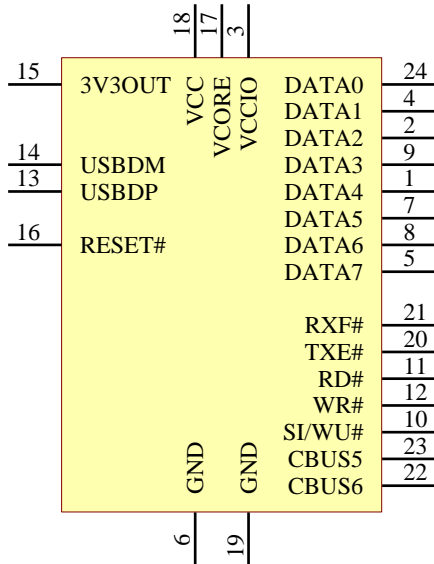 18 17 3
15 3V3OUT VCC VCORE VCCIO DATA0 24
DATA1 4
DATA2 2
14 USBDM DATA3 9
13 USBDP DATA4 1
DATA5 7
16 RESET# DATA6 8
DATA7 5
RXF# 21
TXE# 20
RD# 11
WR# 12
SI/WU# 10
CBUS5 23
CBUS6 22
GND GND
6 19